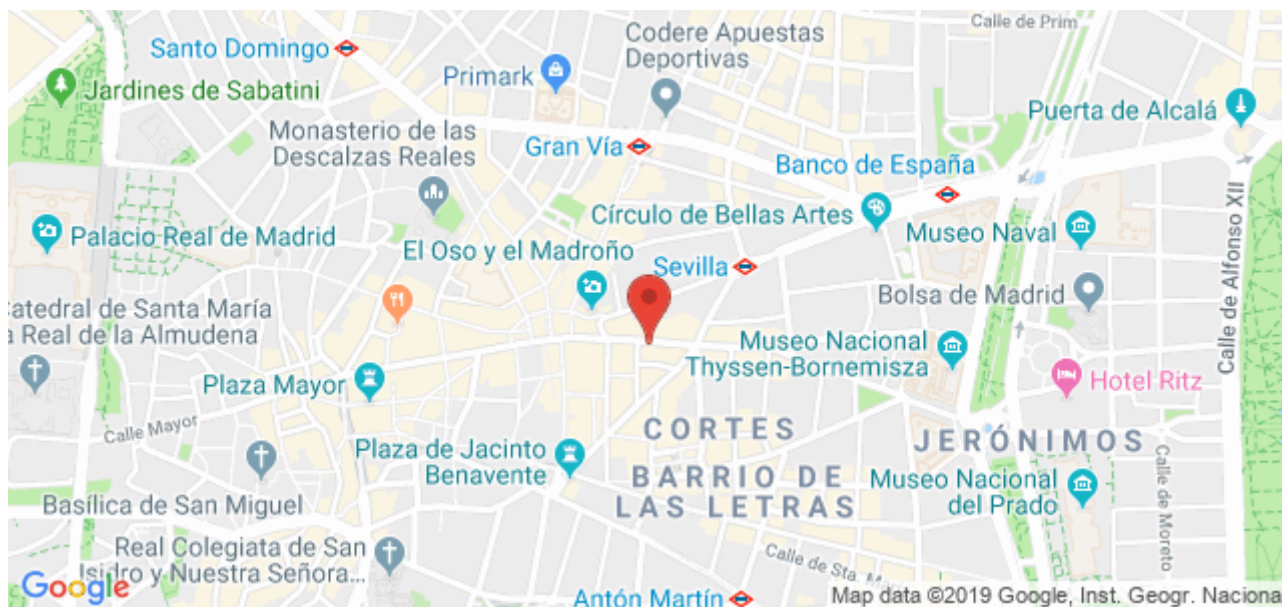 Calle de Prim
Santo Domingo
Codere Apuestas
Deportivas
Primark
Jardines de Sabatini
Puerta de Alcalá
Monasterio de las
Descalzas Reales
Gran Vía
Banco de España
Círculo de Bellas Artes
Calle de Alfonso XII
Palacio Real de Madrid
Museo Naval
El Oso y el Madroño
Sevilla
Bolsa de Madrid
Catedral de Santa María
a Real de la Almudena
Museo Nacional
Thyssen-Bornemisza
Plaza Mayor
Hotel Ritz
Calle Mayor
CORTES
JERÓNIMOS
Plaza de Jacinto
Benavente
BARRIO DE
LAS LETRAS
Museo Nacional
del Prado
Calle de Moreto
Basílica de San Miguel
Real Colegiata de San
Isidro y Nuestra Señora...
Calle de Sta.
Google
Antón Martín
Map data ©2019 Google, Inst. Geogr. Naciona